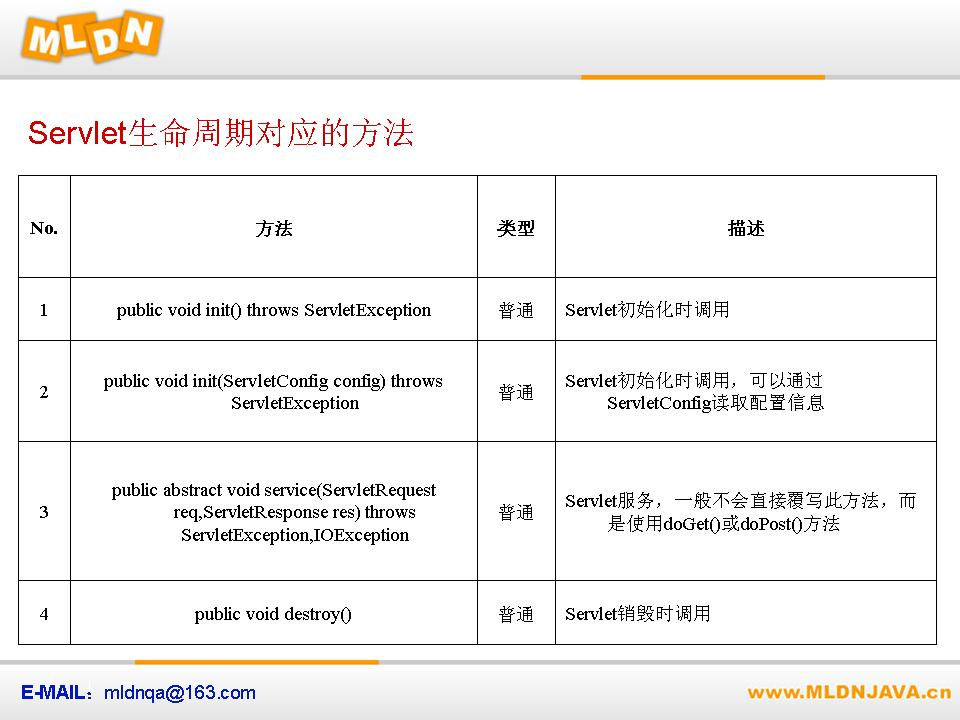 MLDN
Servlet生命周期对应的方法
No.
方法
类型
描述
1
public void init() throws ServletException
普通
Servlet初始化时调用
2
public void init(ServletConfig config) throws
ServletException
普通
Servlet初始化时调用，可以通过
ServletConfig读取配置信息
3
public abstract void service(ServletRequest
req,ServletResponse res) throws
ServletException,IOException
普通
Servlet服务，一般不会直接覆写此方法，而
是使用doGet()或doPost()方法
4
public void destroy()
普通
Servlet销毁时调用
E-MAIL：mldnqa@163.com
www.MLDNJAVA.cn